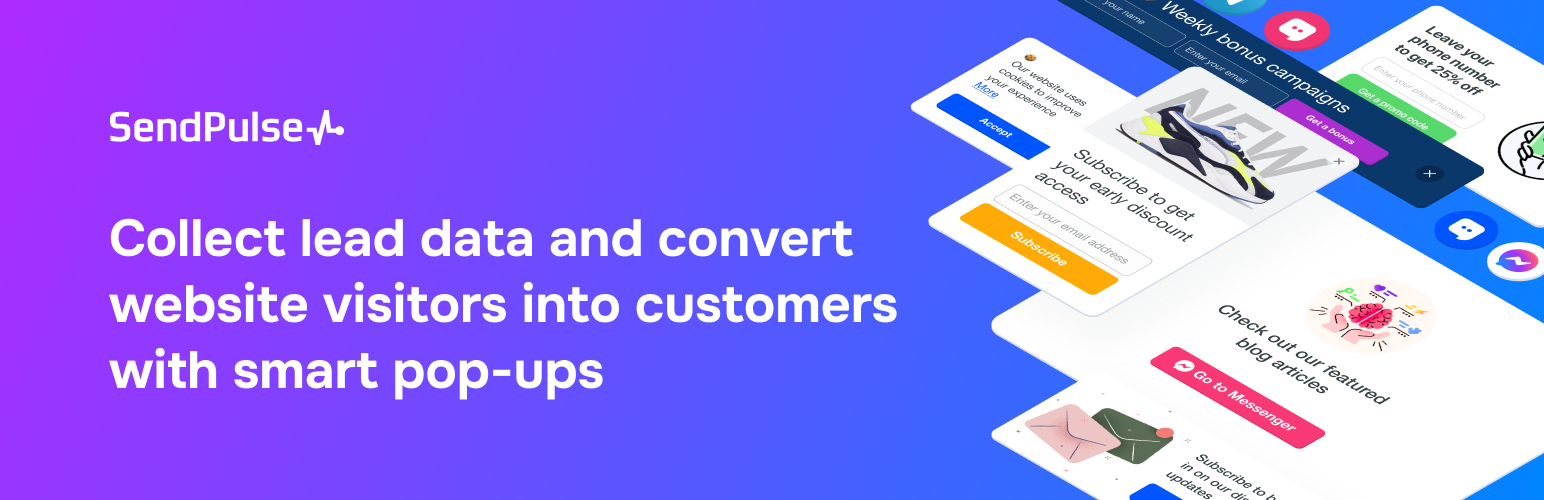 SendPulse
Collect lead data and convert
website visitors into customers
with smart pop-ups
Our website uses
cookies to improve
your experience
More
Accept
your name
Weekly bonus campaigns
Enter your email
Get a bonus
Leave your
phone number
to get 25% off
Enter your phone number
Get a promo code
NEW
Subscribe to get
your early discount
access
Enter your email address
Subscribe
Check out our featured
blog articles
Go to Messenger
Subscribe to
in on our
updates